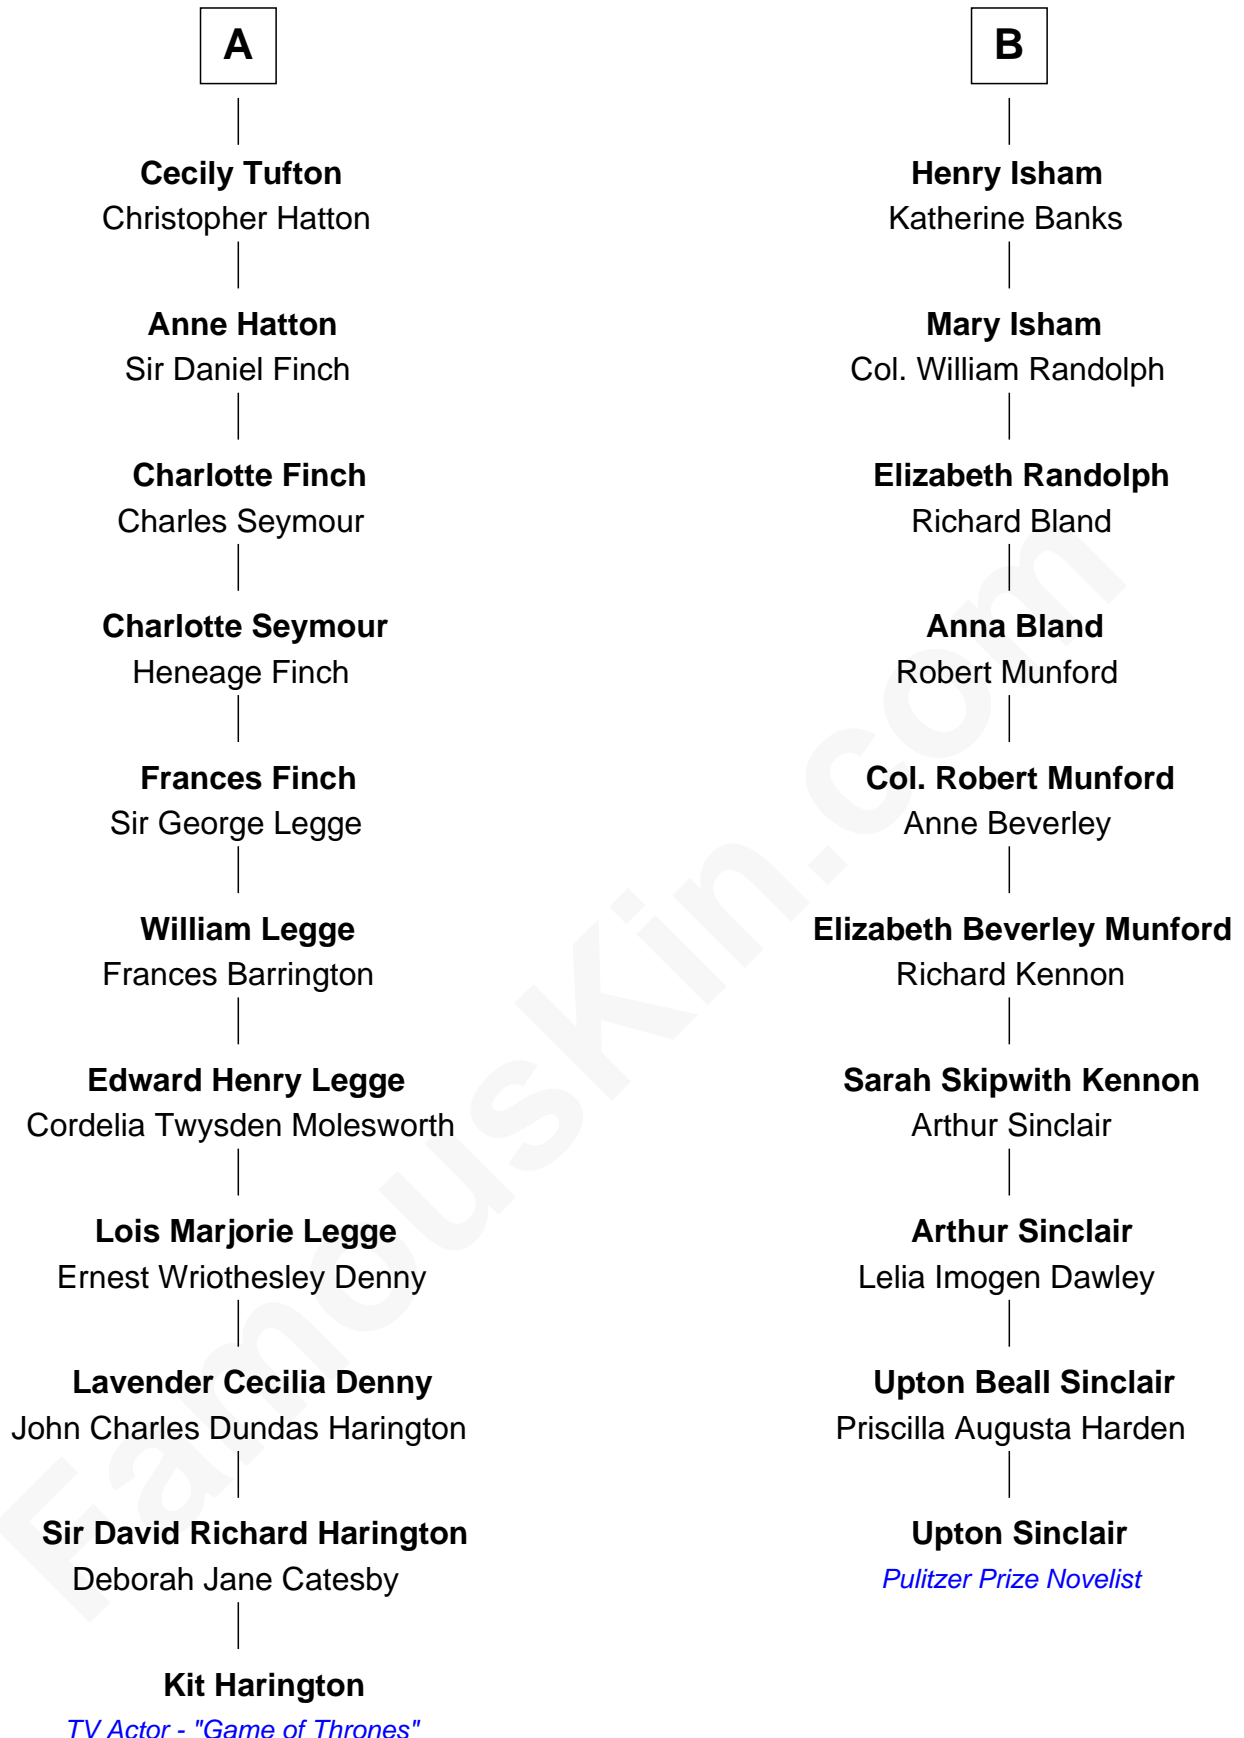 A
Cecily Tufton
Christopher Hatton
Anne Hatton
Sir Daniel Finch
Charlotte Finch
Charles Seymour
Charlotte Seymour
Heneage Finch
Frances Finch
Sir George Legge
William Legge
Frances Barrington
Edward Henry Legge
Cordelia Twysden Molesworth
Lois Marjorie Legge
Ernest Wriothesley Denny
Lavender Cecilia Denny
John Charles Dundas Harington
Sir David Richard Harington
Deborah Jane Catesby
Kit Harington
TV Actor - "Game of Thrones"
B
Henry Isham
Katherine Banks
Mary Isham
Col. William Randolph
Elizabeth Randolph
Richard Bland
Anna Bland
Robert Munford
Col. Robert Munford
Anne Beverley
Elizabeth Beverley Munford
Richard Kennon
Sarah Skipwith Kennon
Arthur Sinclair
Arthur Sinclair
Lelia Imogen Dawley
Upton Beall Sinclair
Priscilla Augusta Harden
Upton Sinclair
Pulitzer Prize Novelist
FamousKin.com